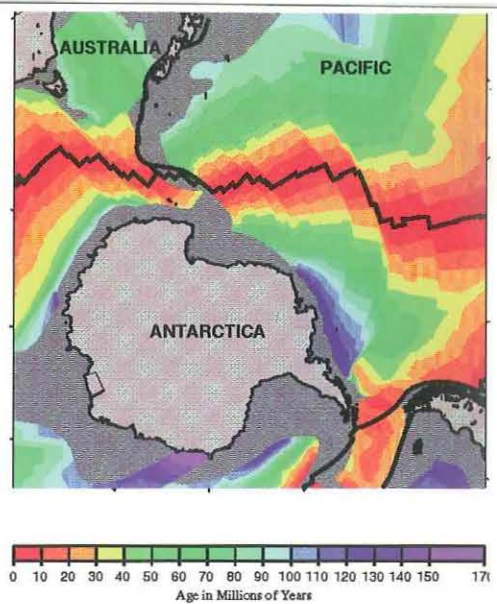 AUSTRALIA
PACIFIC
ANTARCTICA
0 10 20 30 40 50 60 70 80 90 100 110 120 130 140 150 17
Age in Millions of Years